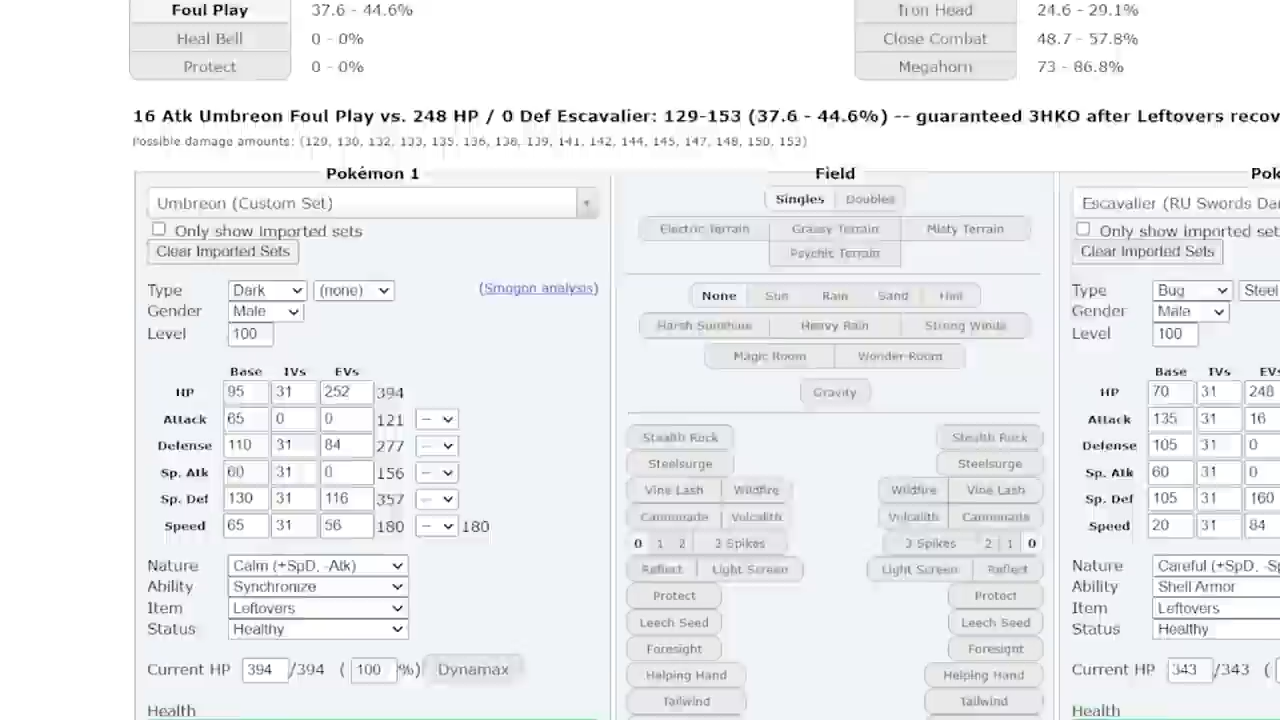 Foul Play 37.6 - 44.6% Iron Head 24.6 - 29.1%
Heal Bell 0 - 0% Close Combat 48.7 - 57.8%
Protect 0 - 0% Megahorn 73 - 86.8%
16 Atk Umbreon Foul Play vs. 248 HP / 0 Def Escavalier: 129-153 (37.6 - 44.6%) -- guaranteed 3HKO after Leftovers recov
Possible damage amounts: (129, 130, 132, 133, 135, 136, 138, 139, 141, 142, 144, 145, 147, 148, 150, 153)
Pokémon 1
Umbreon (Custom Set)
Only show imported sets
Clear Imported Sets
Type Dark (none) (Smogon analysis)
Gender Male
Level 100
Base IVs EVs
HP 95 31 252 394
Attack 65 0 0 121 --
Defense 110 31 84 277 --
Sp. Atk 60 31 0 156 --
Sp. Def 130 31 116 357 --
Speed 65 31 56 180 -- 180
Nature Calm (+SpD, -Atk)
Ability Synchronize
Item Leftovers
Status Healthy
Current HP 394 /394 ( 100 %) Dynamax
Health
Field
Singles Doubles
Electric Terrain Grassy Terrain Misty Terrain
Psychic Terrain
None Sun Rain Sand Hail
Harsh Sunshine Heavy Rain Strong Winds
Magic Room Wonder Room
Gravity
Stealth Rock Stealth Rock
Steelsurge Steelsurge
Vine Lash Wildfire Wildfire Vine Lash
Cannonade Volcalith Volcalith Cannonade
0 1 2 3 Spikes 3 Spikes 2 1 0
Reflect Light Screen Light Screen Reflect
Protect Protect
Leech Seed Leech Seed
Foresight Foresight
Helping Hand Helping Hand
Tailwind Tailwind
Pok
Escavalier (RU Swords Da
Only show imported set
Clear Imported Sets
Type Bug Steel
Gender Male
Level 100
Base IVs EVs
HP 70 31 248
Attack 135 31 16
Defense 105 31 0
Sp. Atk 60 31 0
Sp. Def 105 31 160
Speed 20 31 84
Nature Careful (+SpD, -Sp
Ability Shell Armor
Item Leftovers
Status Healthy
Current HP 343 /343 (
Health